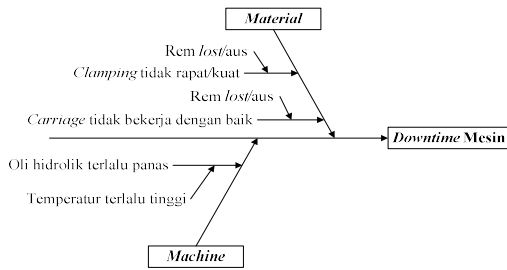 Material
Rem lost/aus
Clamping tidak rapat/kuat
Rem lost/aus
Carriage tidak bekerja dengan baik
Downtime Mesin
Oli hidrolik terlalu panas
Temperatur terlalu tinggi
Machine